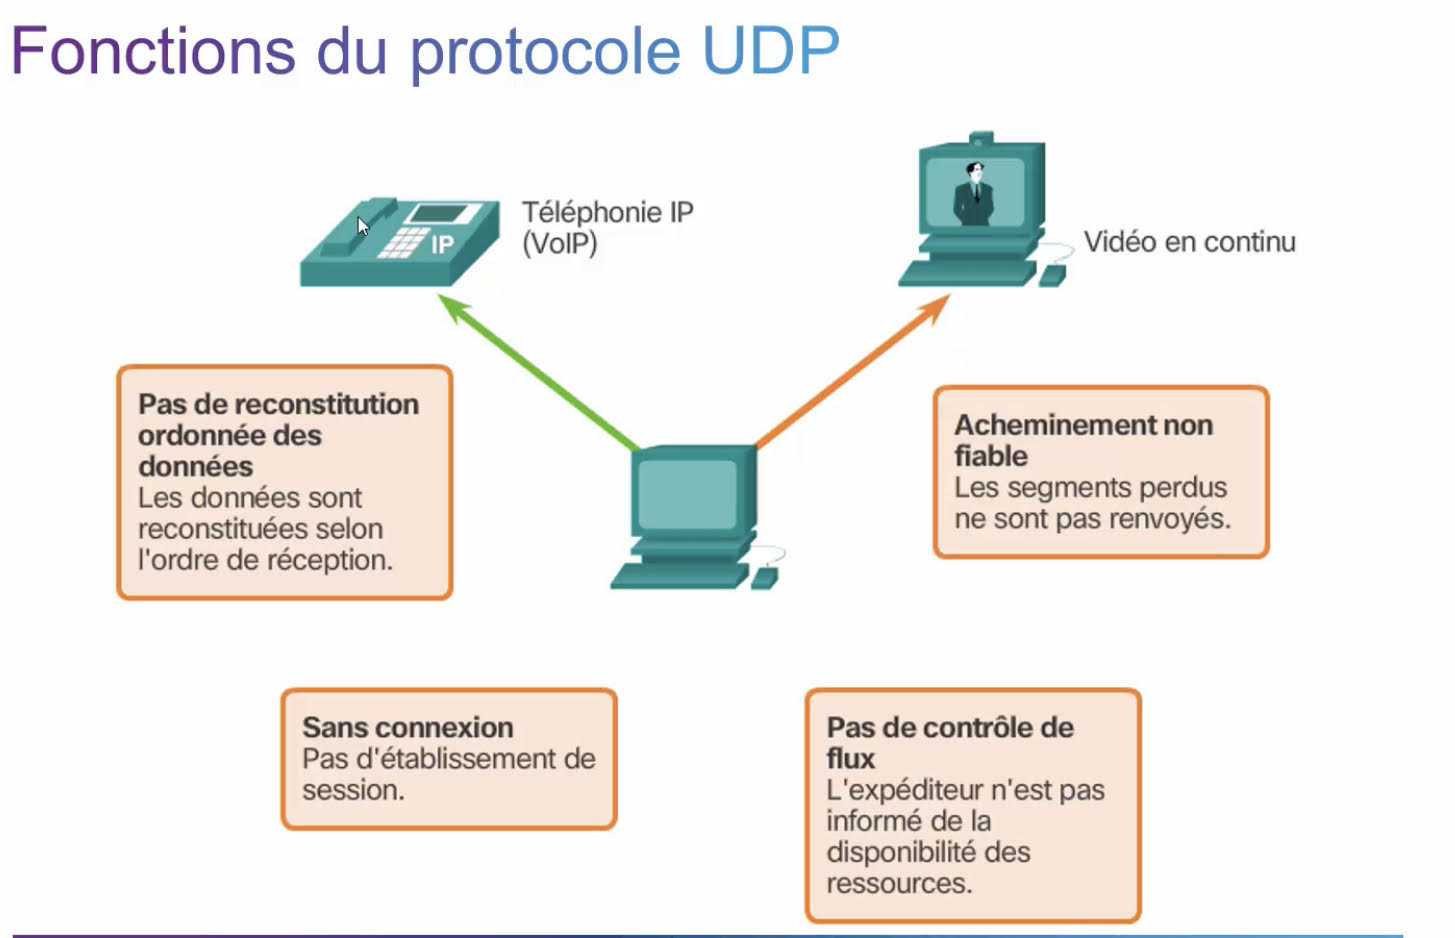 Fonctions du protocole UDP
Téléphonie IP
(VoIP)
IP
Vidéo en continu
Pas de reconstitution
ordonnée des
données
Les données sont
reconstituées selon
l'ordre de réception.
Acheminement non
fiable
Les segments perdus
ne sont pas renvoyés.
Sans connexion
Pas d'établissement de
session.
Pas de contrôle de
flux
L'expéditeur n'est pas
informé de la
disponibilité des
ressources.